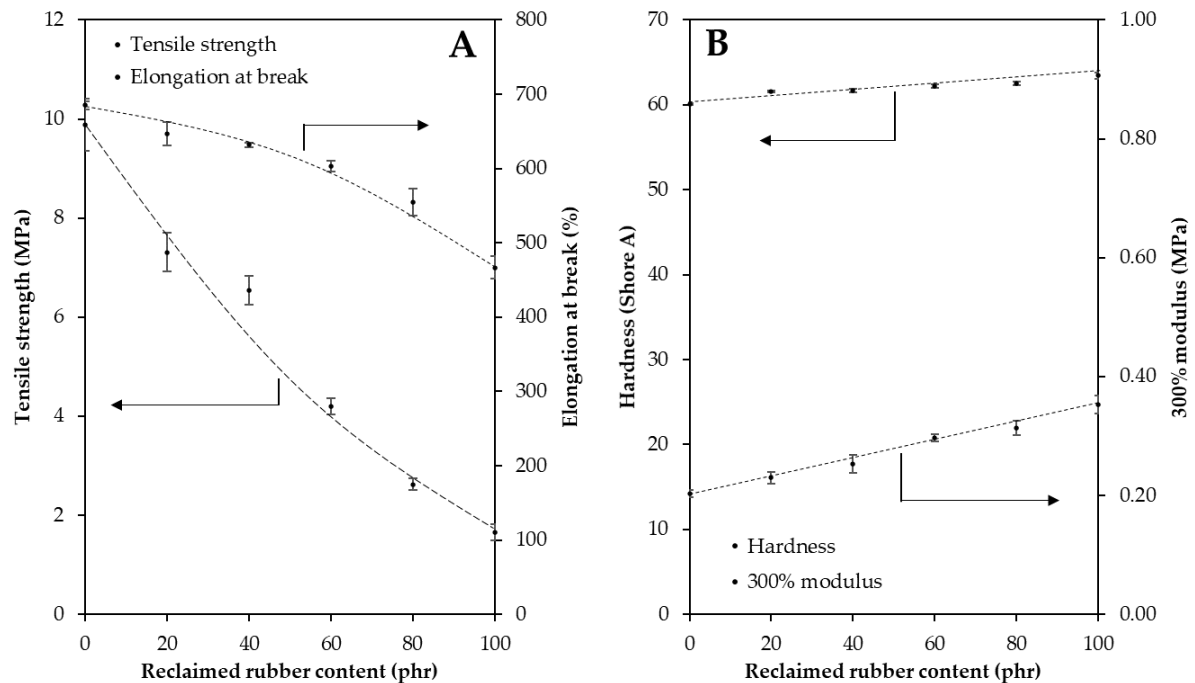 A
Tensile strength
Elongation at break
12
10
8
6
4
2
0
Tensile strength (MPa)
800
700
600
500
400
300
200
100
0
Elongation at break (%)
0 20 40 60 80 100
Reclaimed rubber content (phr)
B
70
60
50
40
30
20
10
0
Hardness (Shore A)
1.00
0.80
0.60
0.40
0.20
0.00
300% modulus (MPa)
Hardness
300% modulus
0 20 40 60 80 100
Reclaimed rubber content (phr)